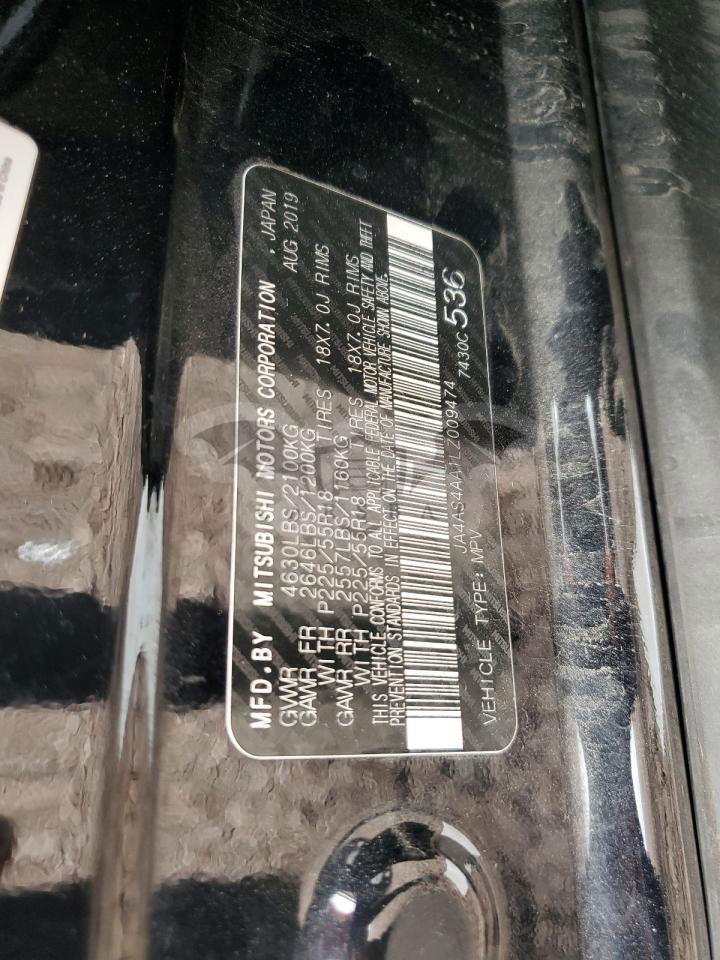 MFD.BY MITSUBISHI MOTORS CORPORATION , JAPAN
AUG 2019
GVWR 4630LBS/2100KG
GAWR FR 2646LBS/1200KG
WITH P225/55R18 TIRES 18X7.0J RIMS
GAWR RR 2557LBS/1160KG
WITH P225/55R18 TIRES 18X7.0J RIMS
THIS VEHICLE CONFORMS TO ALL APPLICABLE FEDERAL MOTOR VEHICLE SAFETY AND THEFT
PREVENTION STANDARDS IN EFFECT ON THE DATE OF MANUFACTURE SHOWN ABOVE.
JA4AS4AA1LZ009474
VEHICLE TYPE: MPV 7430C 536